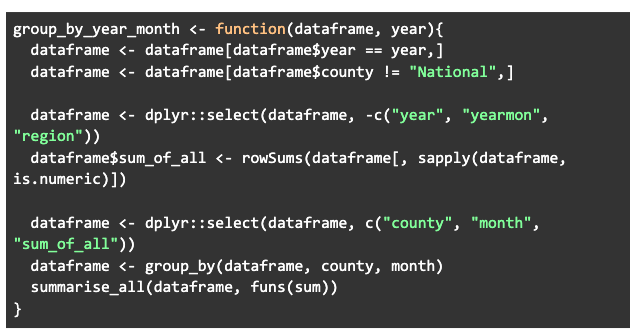 group_by_year_month <- function(dataframe, year){
  dataframe <- dataframe[dataframe$year == year,]
  dataframe <- dataframe[dataframe$county != "National",]

  dataframe <- dplyr::select(dataframe, -c("year", "yearmon",
"region"))
  dataframe$sum_of_all <- rowSums(dataframe[, sapply(dataframe,
is.numeric)])

  dataframe <- dplyr::select(dataframe, c("county", "month",
"sum_of_all"))
  dataframe <- group_by(dataframe, county, month)
  summarise_all(dataframe, funs(sum))
}